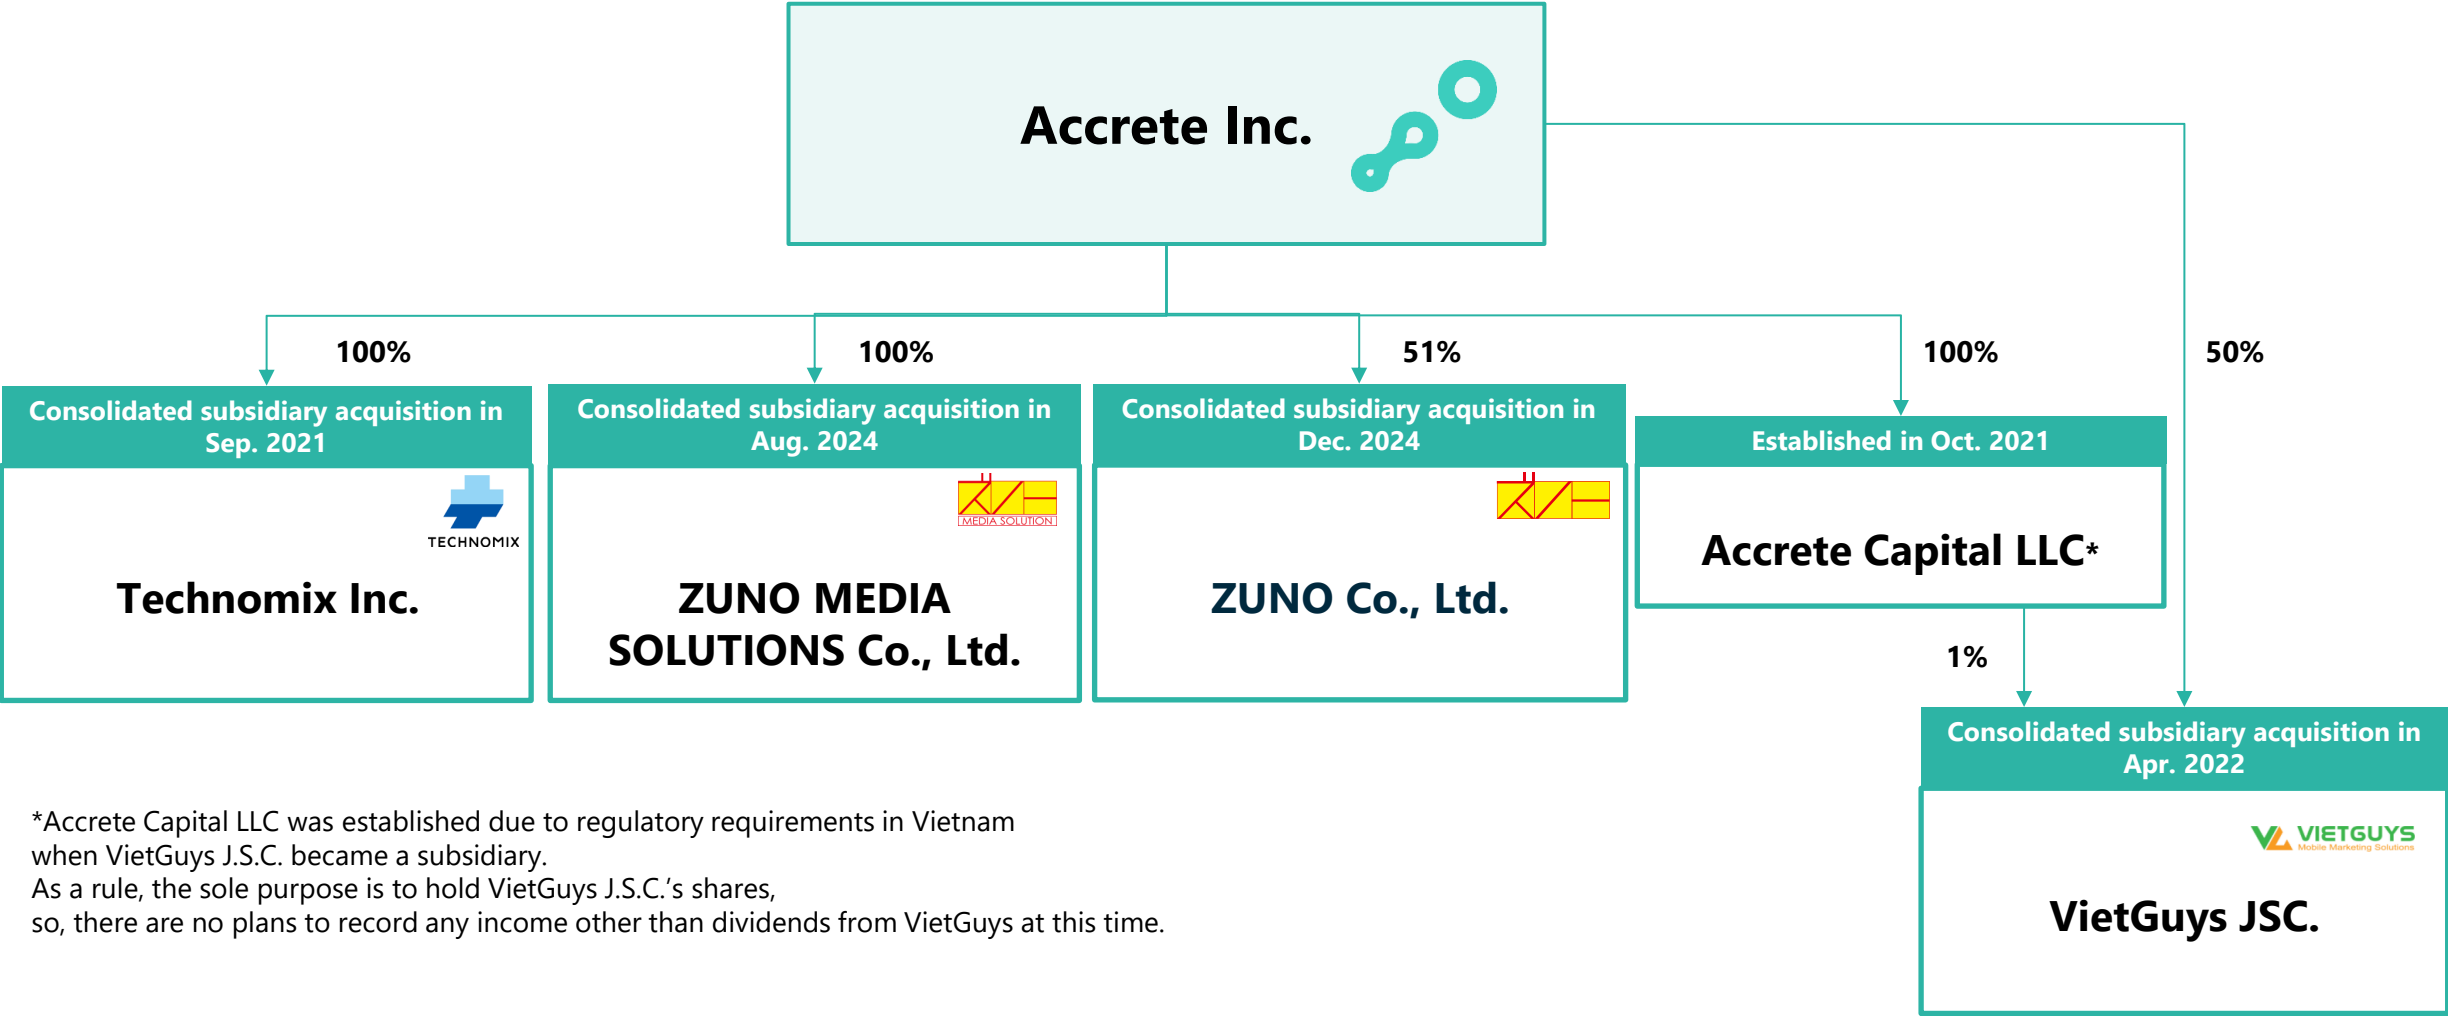 Accrete Inc.
100%
100%
51%
100%
50%
Consolidated subsidiary acquisition in
Sep. 2021
TECHNOMIX
Technomix Inc.
Consolidated subsidiary acquisition in
Aug. 2024
MEDIA SOLUTION
ZUNO MEDIA
SOLUTIONS Co., Ltd.
Consolidated subsidiary acquisition in
Dec. 2024
ZUNO Co., Ltd.
Established in Oct. 2021
Accrete Capital LLC*
1%
Consolidated subsidiary acquisition in
Apr. 2022
VIETGUYS
Mobile Marketing Solutions
VietGuys JSC.
*Accrete Capital LLC was established due to regulatory requirements in Vietnam
when VietGuys J.S.C. became a subsidiary.
As a rule, the sole purpose is to hold VietGuys J.S.C.’s shares,
so, there are no plans to record any income other than dividends from VietGuys at this time.